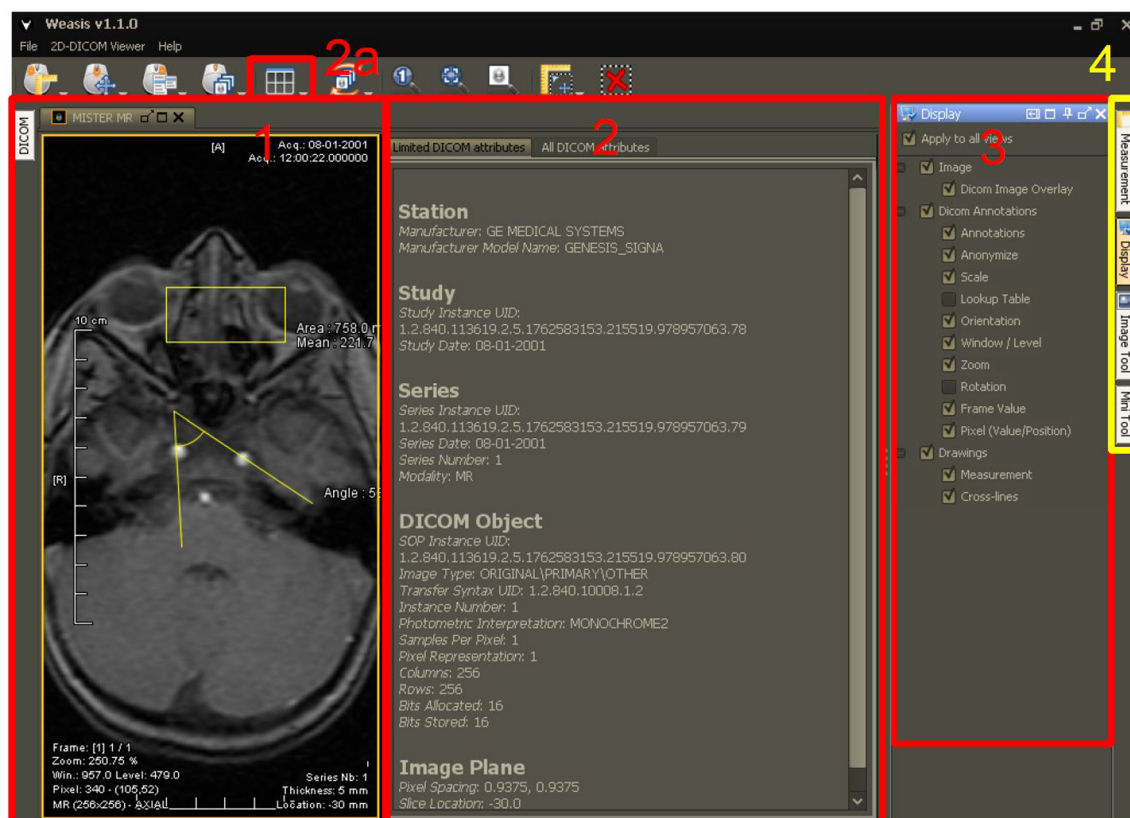 Weasis v1.1.0
File 2D-DICOM Viewer Help
2a
4
DICOM
MISTER MR
1
[A]
Acq.: 08-01-2001
Acq.: 12:00:22.000000
10 cm
Area : 758.0
Mean : 221.7
[R]
Angle : 5
Frame: [1] 1 / 1
Zoom: 250.75 %
Win.: 957.0 Level: 479.0
Pixel: 340 - (105,52)
MR (256x256) - AXIAL
Series Nb: 1
Thickness: 5 mm
Location: -30 mm
2
Limited DICOM attributes All DICOM attributes
Station
Manufacturer: GE MEDICAL SYSTEMS
Manufacturer Model Name: GENESIS_SIGNA
Study
Study Instance UID:
1.2.840.113619.2.5.1762583153.215519.978957063.78
Study Date: 08-01-2001
Series
Series Instance UID:
1.2.840.113619.2.5.1762583153.215519.978957063.79
Series Date: 08-01-2001
Series Number: 1
Modality: MR
DICOM Object
SOP Instance UID:
1.2.840.113619.2.5.1762583153.215519.978957063.80
Image Type: ORIGINAL\PRIMARY\OTHER
Transfer Syntax UID: 1.2.840.10008.1.2
Instance Number: 1
Photometric Interpretation: MONOCHROME2
Samples Per Pixel: 1
Pixel Representation: 1
Columns: 256
Rows: 256
Bits Allocated: 16
Bits Stored: 16
Image Plane
Pixel Spacing: 0.9375, 0.9375
Slice Location: -30.0
Display
3
Apply to all views
Image
Dicom Image Overlay
Dicom Annotations
Annotations
Anonymize
Scale
Lookup Table
Orientation
Window / Level
Zoom
Rotation
Frame Value
Pixel (Value/Position)
Drawings
Measurement
Cross-lines
Measurement
Display
Image Tool
Mini Tool